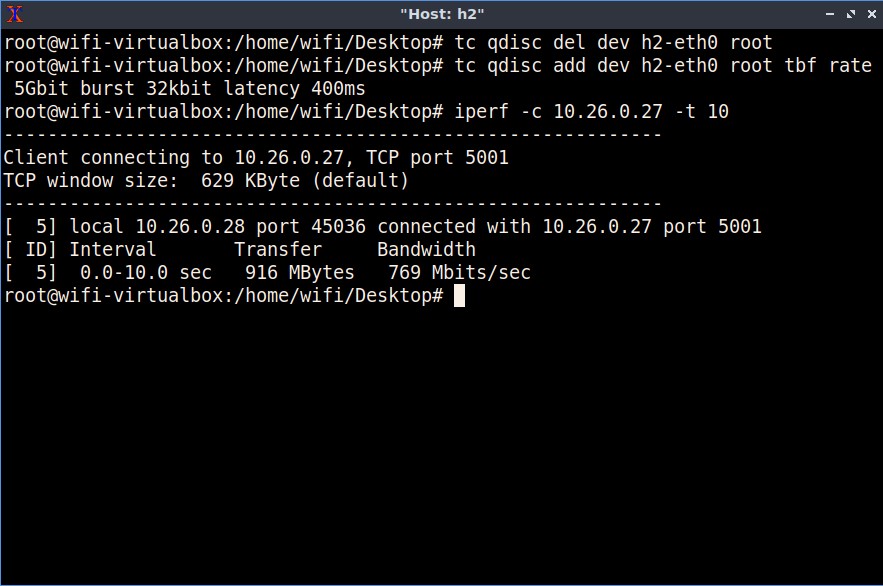 "Host: h2"
root@wifi-virtualbox:/home/wifi/Desktop# tc qdisc del dev h2-eth0 root
root@wifi-virtualbox:/home/wifi/Desktop# tc qdisc add dev h2-eth0 root tbf rate
 5Gbit burst 32kbit latency 400ms
root@wifi-virtualbox:/home/wifi/Desktop# iperf -c 10.26.0.27 -t 10
------------------------------------------------------------
Client connecting to 10.26.0.27, TCP port 5001
TCP window size:  629 KByte (default)
------------------------------------------------------------
[  5] local 10.26.0.28 port 45036 connected with 10.26.0.27 port 5001
[ ID] Interval       Transfer     Bandwidth
[  5]  0.0-10.0 sec   916 MBytes   769 Mbits/sec
root@wifi-virtualbox:/home/wifi/Desktop#